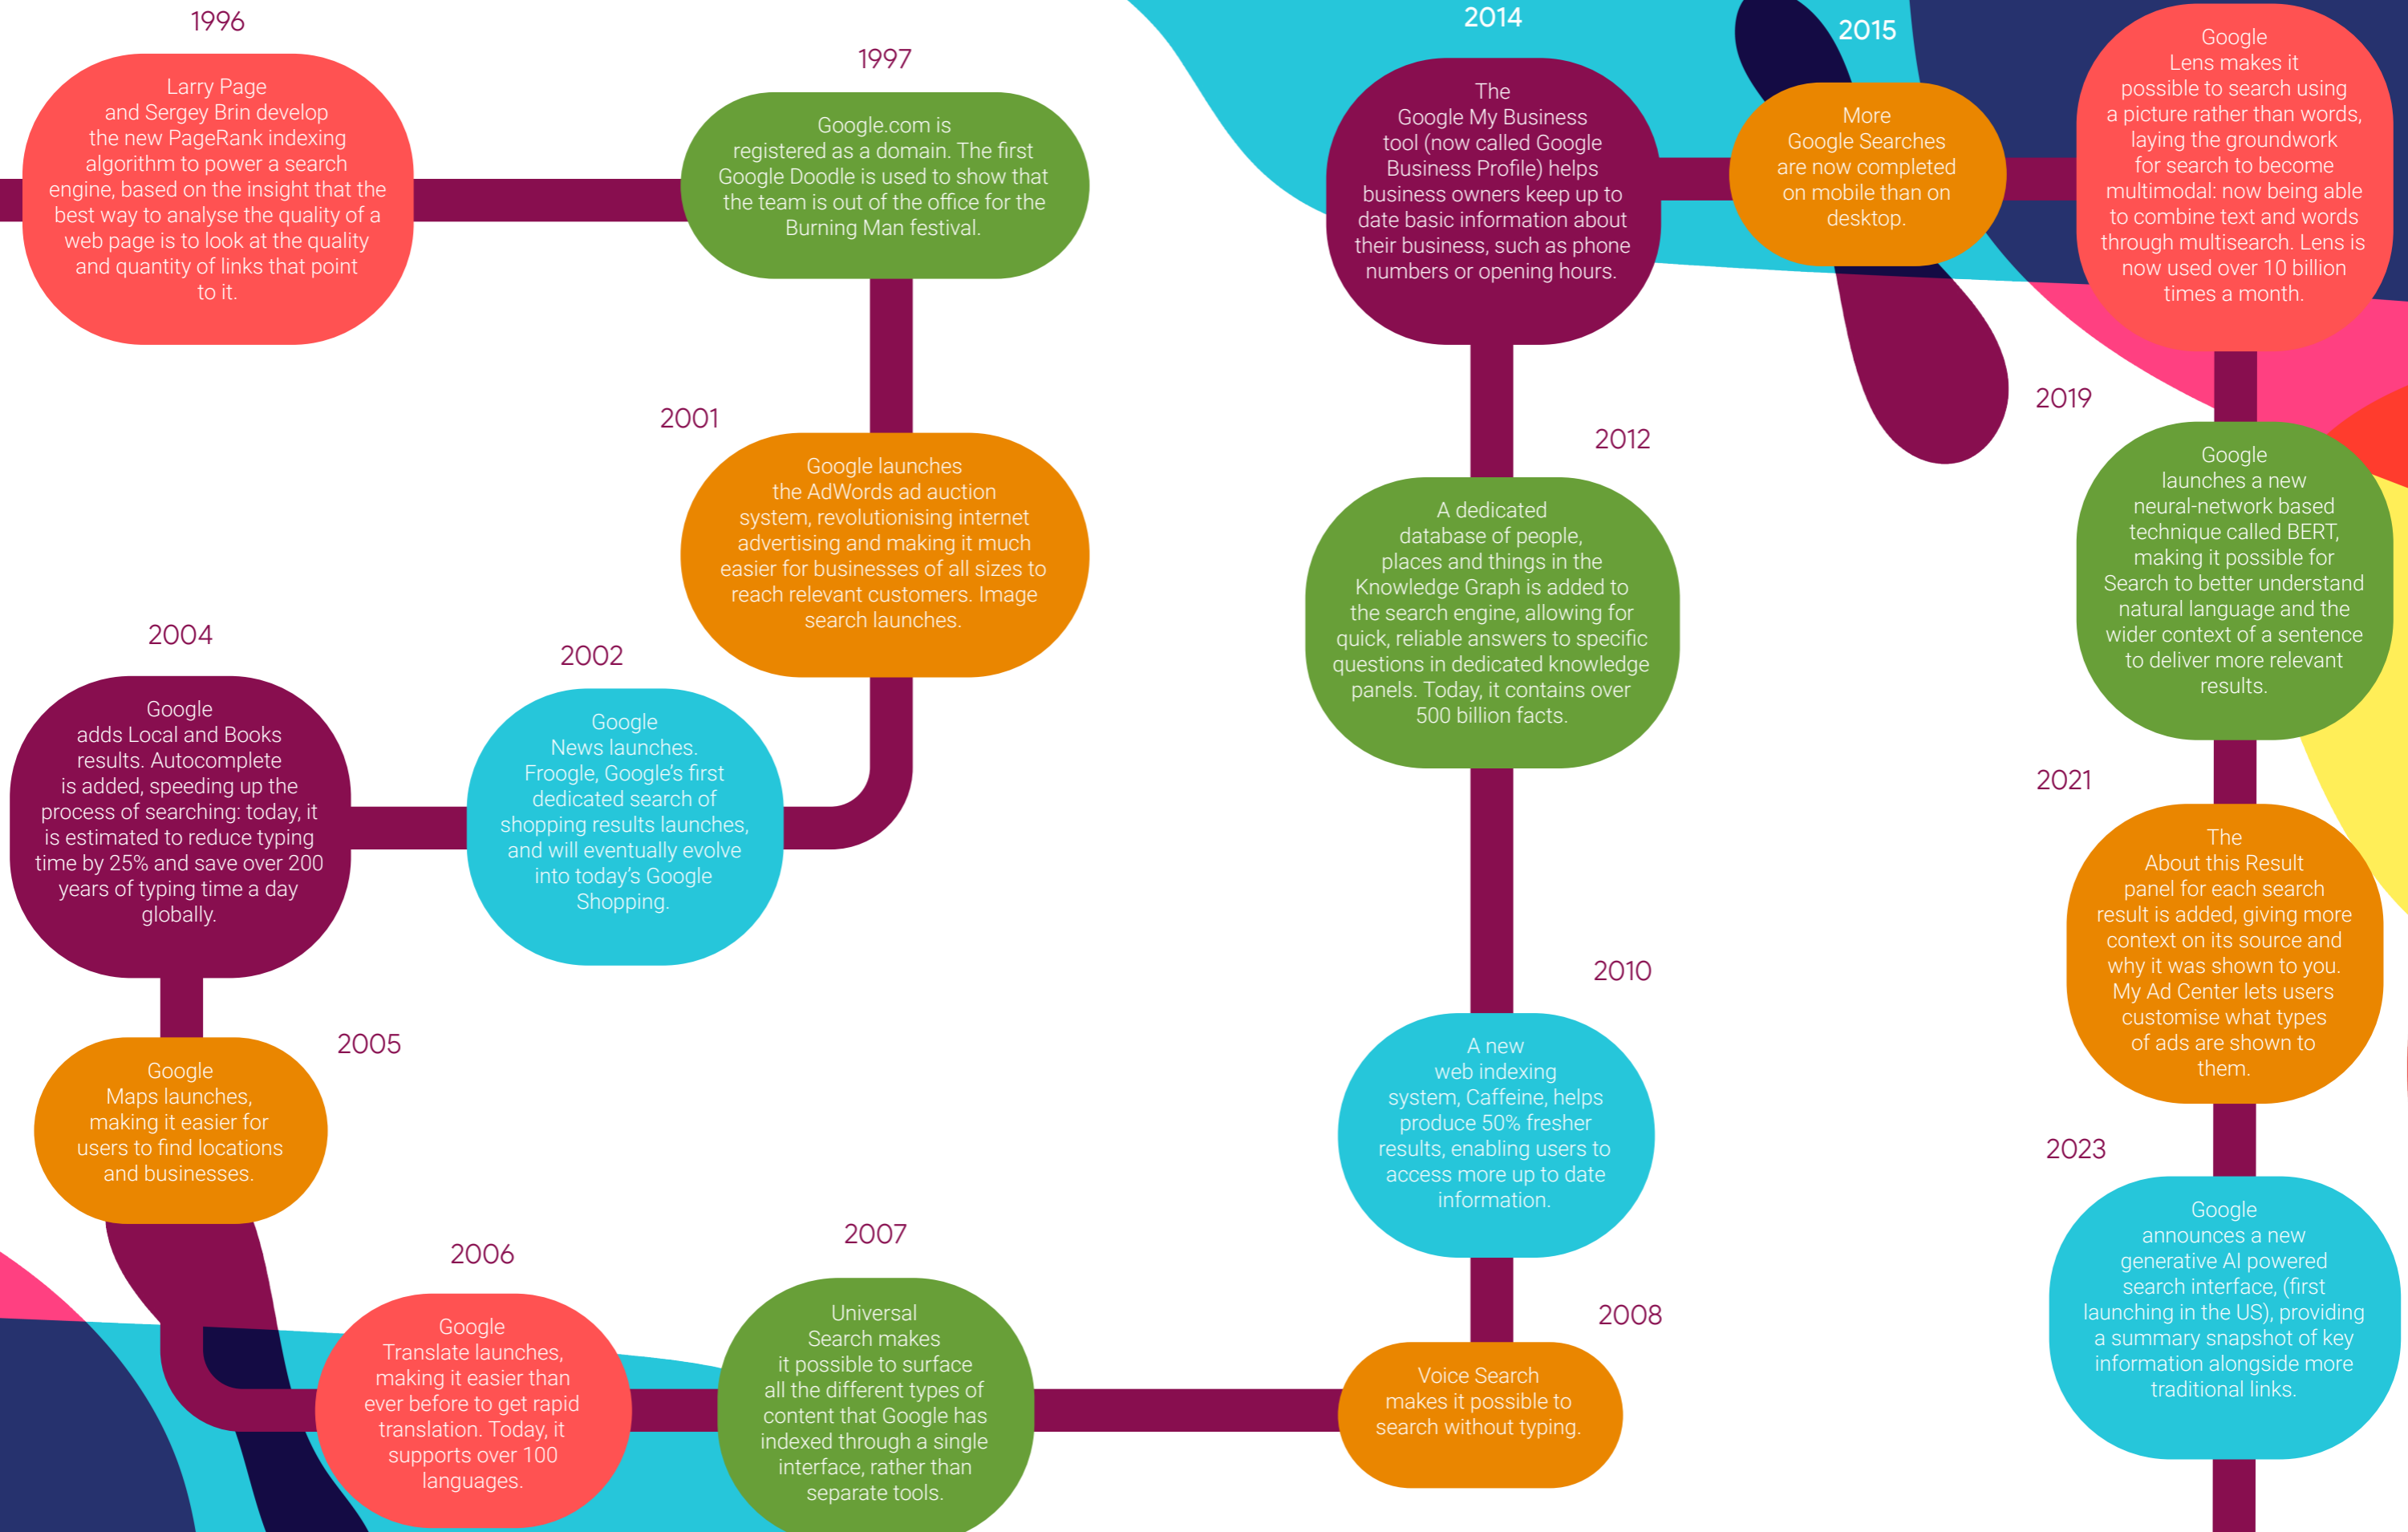 1996
Larry Page
and Sergey Brin develop
the new PageRank indexing
algorithm to power a search
engine, based on the insight that the
best way to analyse the quality of a
web page is to look at the quality
and quantity of links that point
to it.
1997
Google.com is
registered as a domain. The first
Google Doodle is used to show that
the team is out of the office for the
Burning Man festival.
2001
Google launches
the AdWords ad auction
system, revolutionising internet
advertising and making it much
easier for businesses of all sizes to
reach relevant customers. Image
search launches.
2002
Google
News launches.
Froogle, Google’s first
dedicated search of
shopping results launches,
and will eventually evolve
into today’s Google
Shopping.
2004
Google
adds Local and Books
results. Autocomplete
is added, speeding up the
process of searching: today, it
is estimated to reduce typing
time by 25% and save over 200
years of typing time a day
globally.
2005
Google
Maps launches,
making it easier for
users to find locations
and businesses.
2006
Google
Translate launches,
making it easier than
ever before to get rapid
translation. Today, it
supports over 100
languages.
2007
Universal
Search makes
it possible to surface
all the different types of
content that Google has
indexed through a single
interface, rather than
separate tools.
2008
Voice Search
makes it possible to
search without typing.
2010
A new
web indexing
system, Caffeine, helps
produce 50% fresher
results, enabling users to
access more up to date
information.
2012
A dedicated
database of people,
places and things in the
Knowledge Graph is added to
the search engine, allowing for
quick, reliable answers to specific
questions in dedicated knowledge
panels. Today, it contains over
500 billion facts.
2014
The
Google My Business
tool (now called Google
Business Profile) helps
business owners keep up to
date basic information about
their business, such as phone
numbers or opening hours.
2015
More
Google Searches
are now completed
on mobile than on
desktop.
Google
Lens makes it
possible to search using
a picture rather than words,
laying the groundwork
for search to become
multimodal: now being able
to combine text and words
through multisearch. Lens is
now used over 10 billion
times a month.
2019
Google
launches a new
neural-network based
technique called BERT,
making it possible for
Search to better understand
natural language and the
wider context of a sentence
to deliver more relevant
results.
2021
The
About this Result
panel for each search
result is added, giving more
context on its source and
why it was shown to you.
My Ad Center lets users
customise what types
of ads are shown to
them.
2023
Google
announces a new
generative AI powered
search interface, (first
launching in the US), providing
a summary snapshot of key
information alongside more
traditional links.